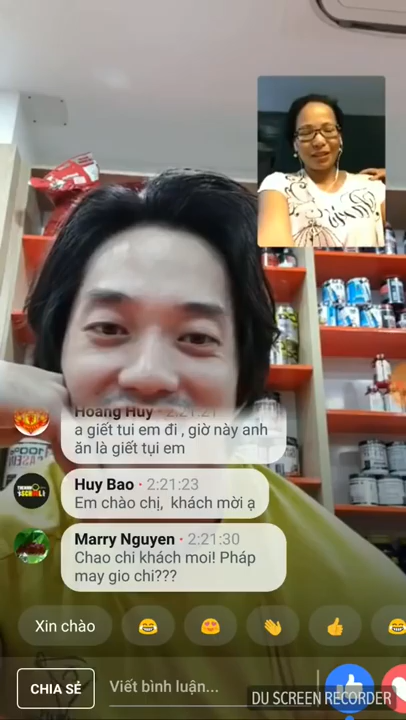 Hoang Huy · 2:21:21
a giết tui em đi , giờ này anh
ăn là giết tụi em
Huy Bao · 2:21:23
Em chào chị, khách mời ạ
Marry Nguyen · 2:21:30
Chao chi khách moi! Pháp
may gio chi???
Xin chào
CHIA SẺ
Viết bình luận...
DU SCREEN RECORDER